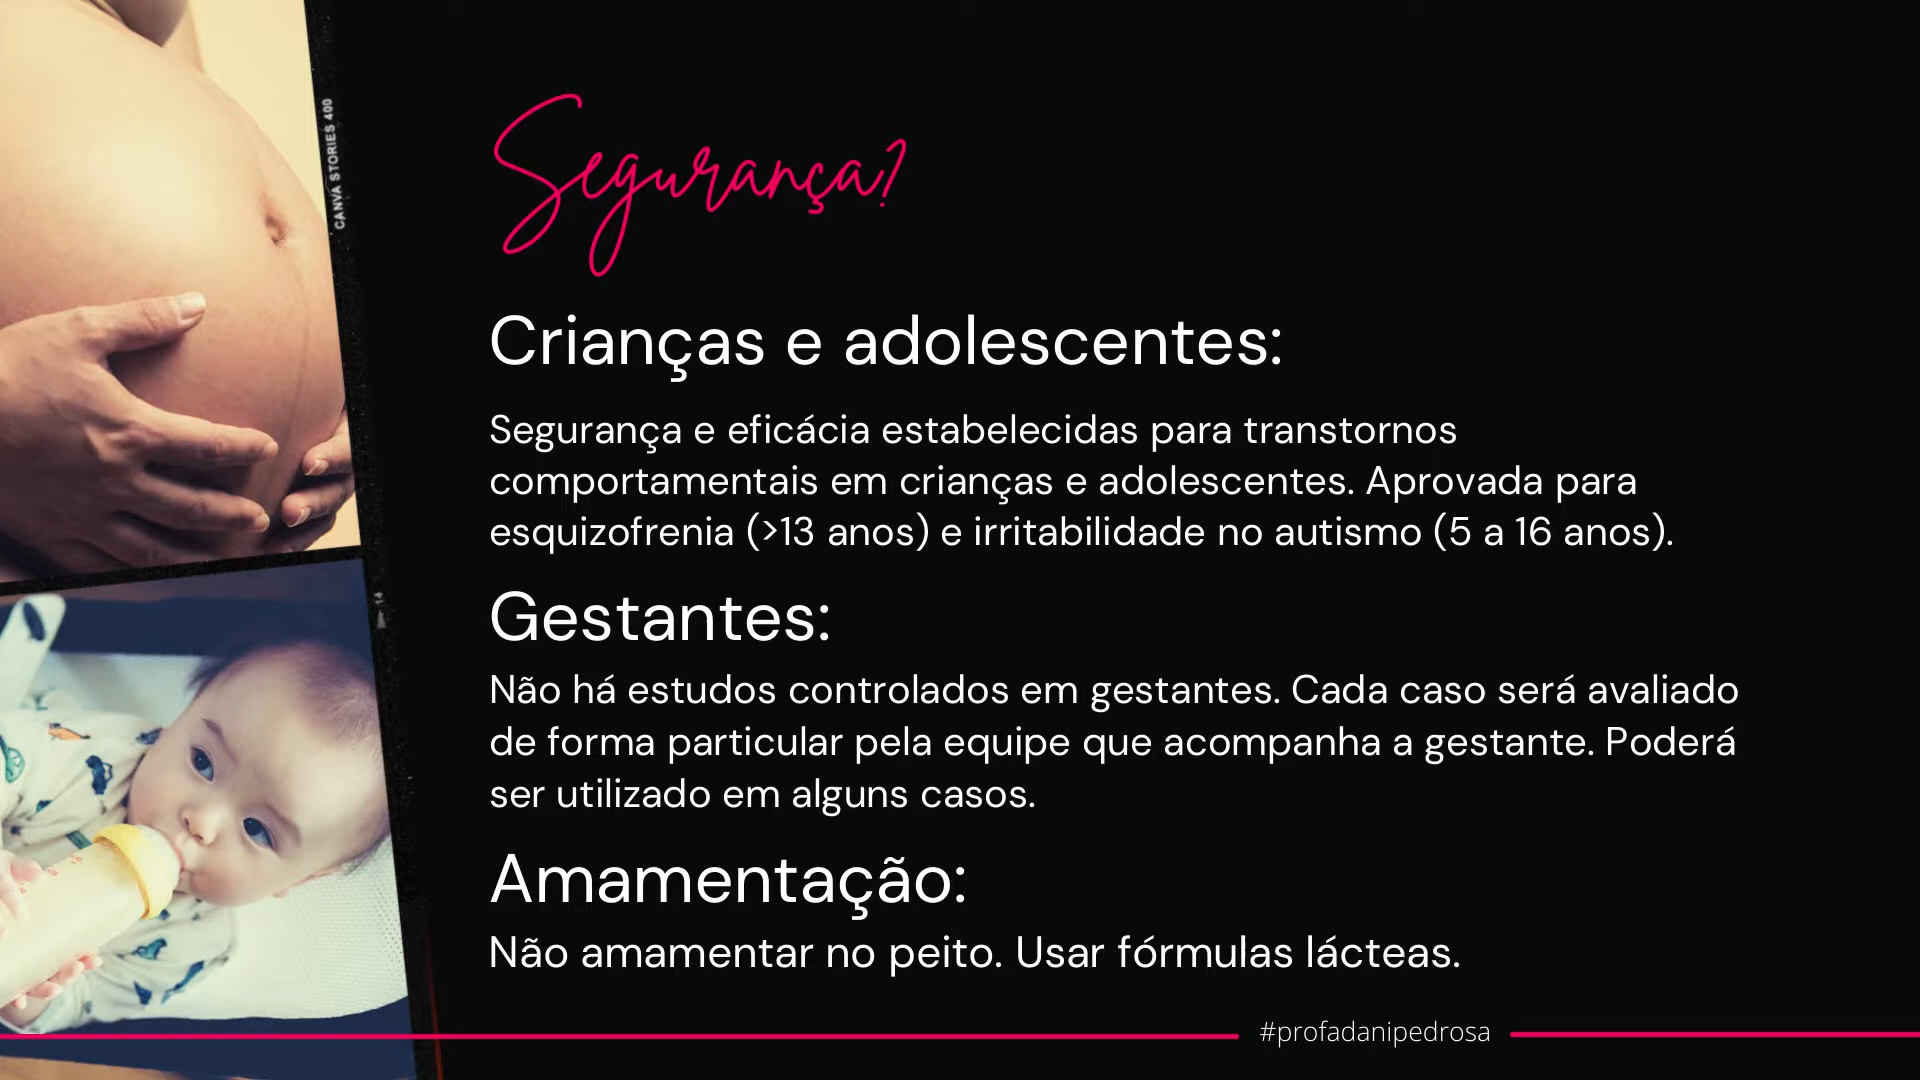 CANVA STORIES 400
Segurança?
Crianças e adolescentes:
Segurança e eficácia estabelecidas para transtornos
comportamentais em crianças e adolescentes. Aprovada para
esquizofrenia (>13 anos) e irritabilidade no autismo (5 a 16 anos).
Gestantes:
Não há estudos controlados em gestantes. Cada caso será avaliado
de forma particular pela equipe que acompanha a gestante. Poderá
ser utilizado em alguns casos.
Amamentação:
Não amamentar no peito. Usar fórmulas lácteas.
#profadanipedrosa